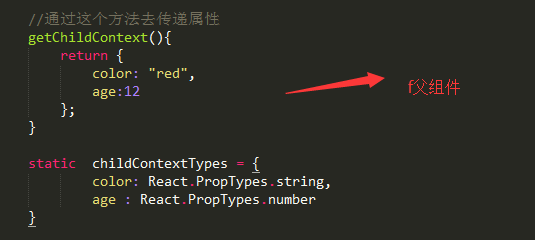 //通过这个方法去传递属性
getChildContext(){
return {
color: "red",
age:12
};
}
f父组件
static  childContextTypes = {
color: React.PropTypes.string,
age : React.PropTypes.number
}